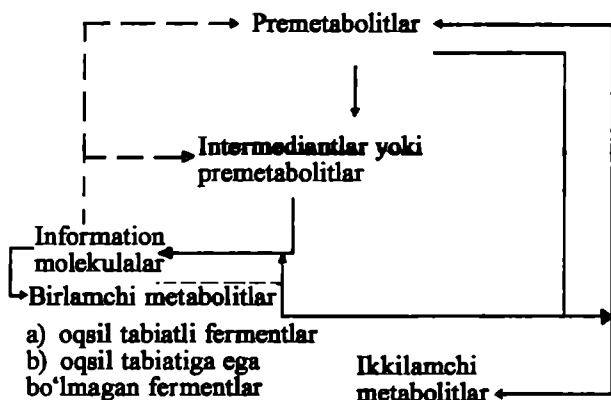 Premetabolitlar
Intermediantlar yoki
premetabolitlar
Information
molekulalar
Birlamchi metabolitlar
a) oqsil tabiatli fermentlar
b) oqsil tabiatiga ega
bo‘lmagan fermentlar
Ikkilamchi
metabolitlar